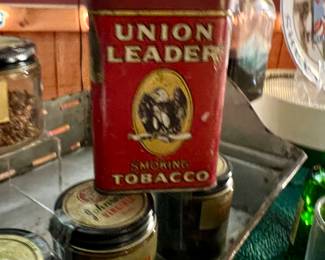 UNION
LEADER
SMOKING
TOBACCO